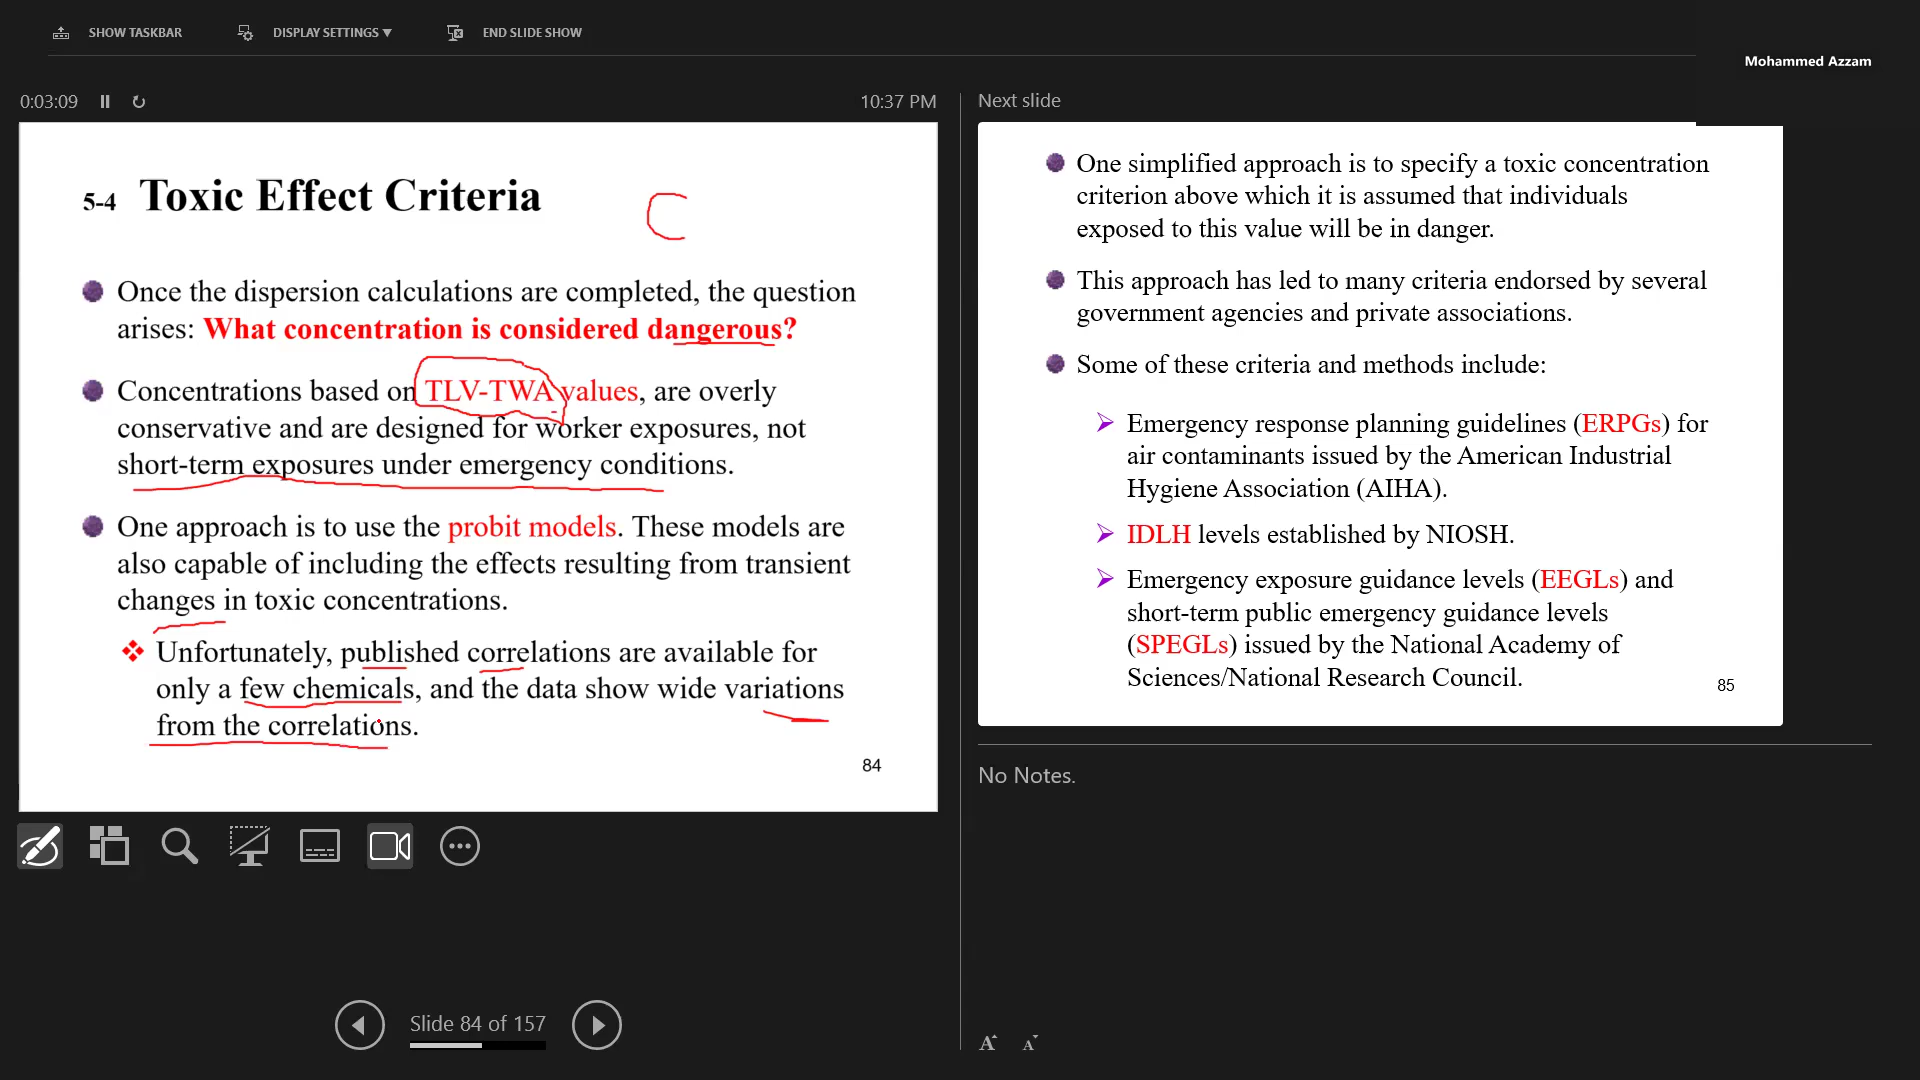 SHOW TASKBAR
DISPLAY SETTINGS ▼
END SLIDE SHOW
Mohammed Azzam
0:03:09
10:37 PM
Next slide
5-4 Toxic Effect Criteria
C
Once the dispersion calculations are completed, the question
arises: What concentration is considered dangerous?
Concentrations based on TLV-TWA values, are overly
conservative and are designed for worker exposures, not
short-term exposures under emergency conditions.
One approach is to use the probit models. These models are
also capable of including the effects resulting from transient
changes in toxic concentrations.
Unfortunately, published correlations are available for
only a few chemicals, and the data show wide variations
from the correlations.
84
One simplified approach is to specify a toxic concentration
criterion above which it is assumed that individuals
exposed to this value will be in danger.
This approach has led to many criteria endorsed by several
government agencies and private associations.
Some of these criteria and methods include:
Emergency response planning guidelines (ERPGs) for
air contaminants issued by the American Industrial
Hygiene Association (AIHA).
IDLH levels established by NIOSH.
Emergency exposure guidance levels (EEGLs) and
short-term public emergency guidance levels
(SPEGLs) issued by the National Academy of
Sciences/National Research Council.
85
No Notes.
Slide 84 of 157
A A